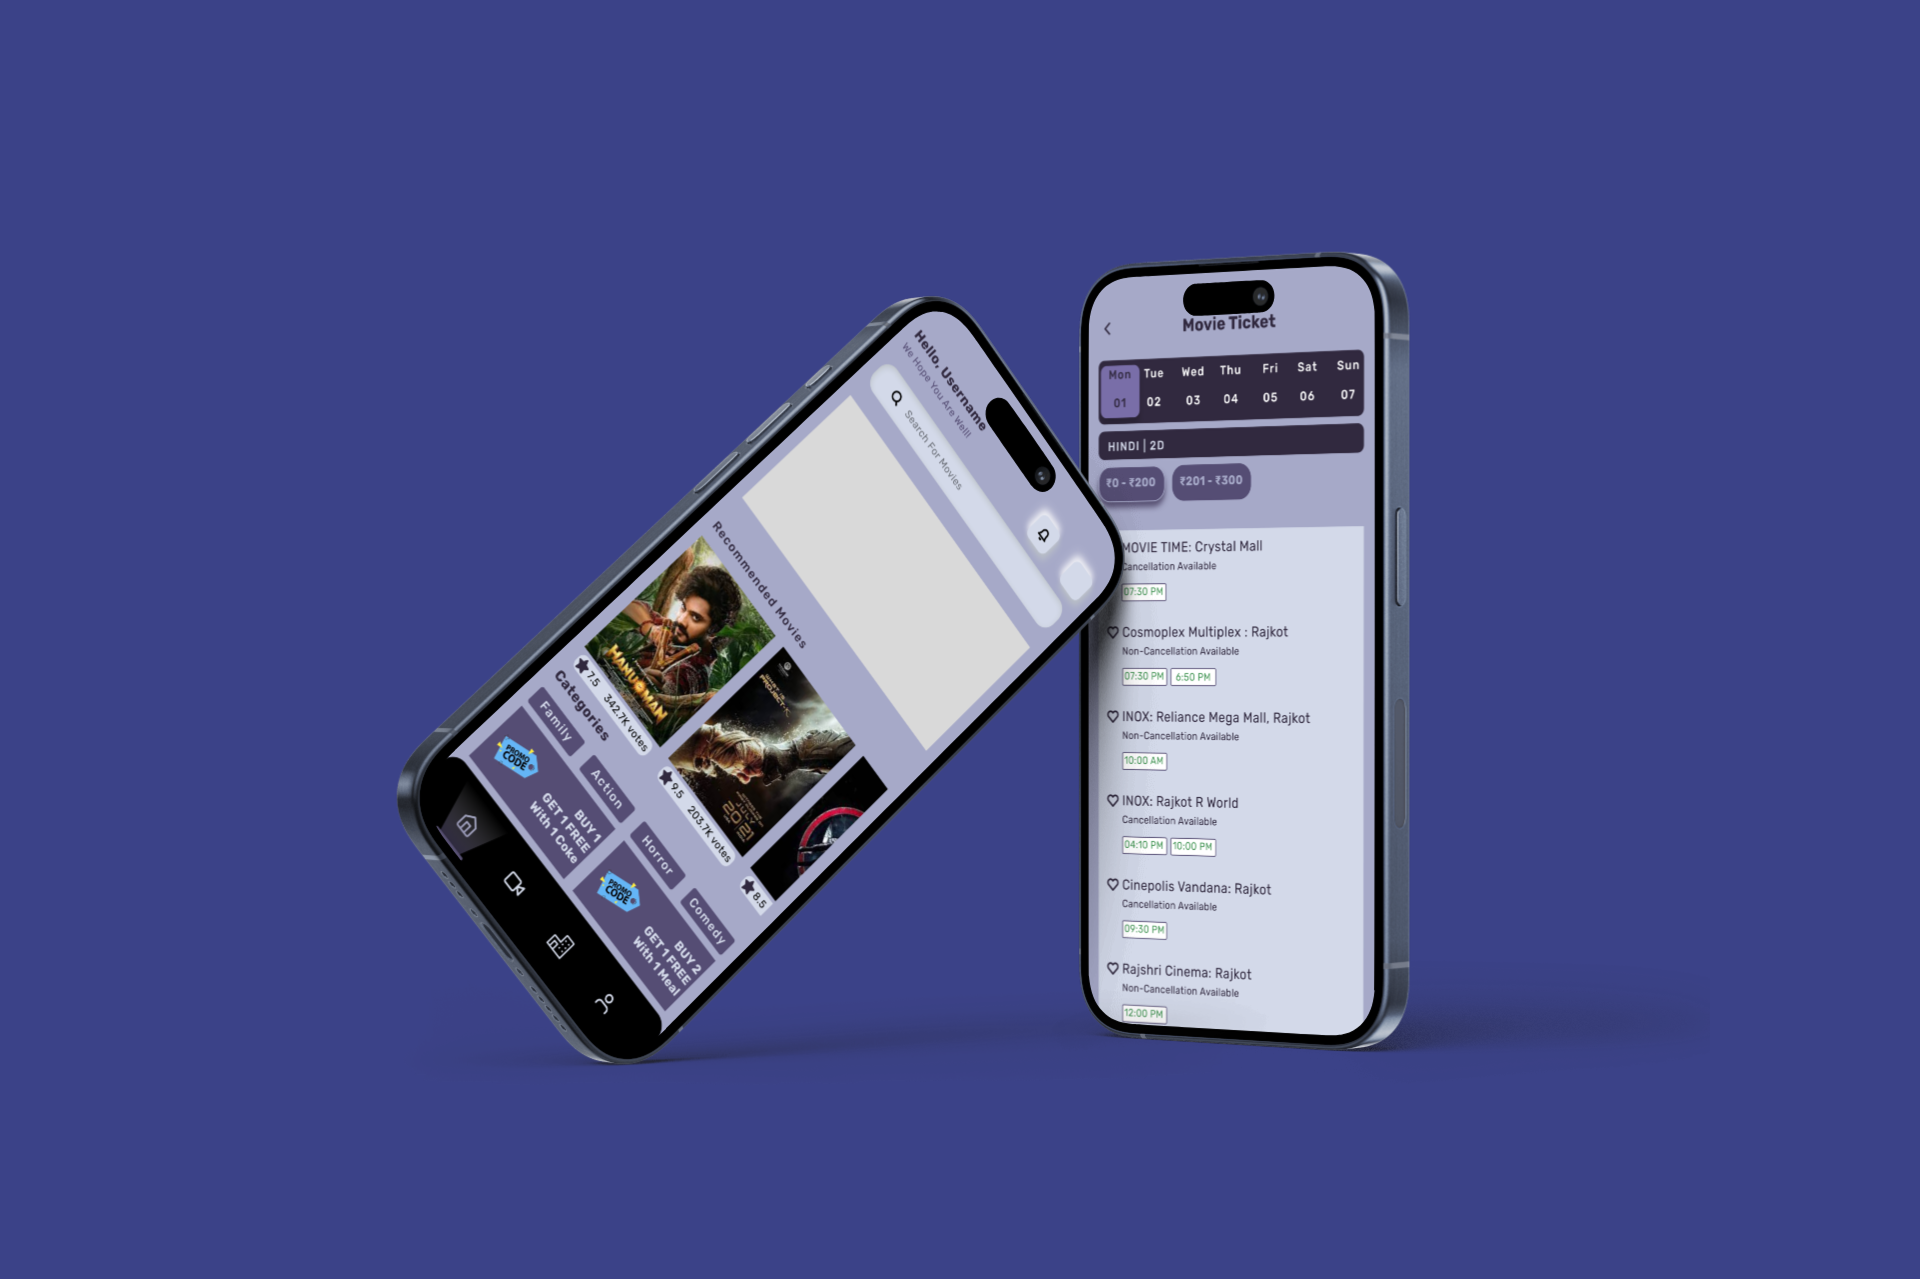 Hello, Username
We Hope You Are Well!
Search For Movies
Recommended Movies
HANUMAN
PROJECT-K
7.5 342.7K votes
9.5 203.7K votes
8.5
Categories
Family
Action
Horror
Comedy
PROMO
CODE
BUY 1
GET 1 FREE
With 1 Coke
PROMO
CODE
BUY 2
GET 1 FREE
With 1 Meal
Movie Ticket
Mon Tue Wed Thu Fri Sat Sun
01 02 03 04 05 06 07
HINDI | 2D
₹0 - ₹200 ₹201 - ₹300
MOVIE TIME: Crystal Mall
Cancellation Available
07:30 PM
Cosmoplex Multiplex : Rajkot
Non-Cancellation Available
07:30 PM 6:50 PM
INOX: Reliance Mega Mall, Rajkot
Non-Cancellation Available
10:00 AM
INOX: Rajkot R World
Cancellation Available
04:10 PM 10:00 PM
Cinepolis Vandana: Rajkot
Cancellation Available
09:30 PM
Rajshri Cinema: Rajkot
Non-Cancellation Available
12:00 PM